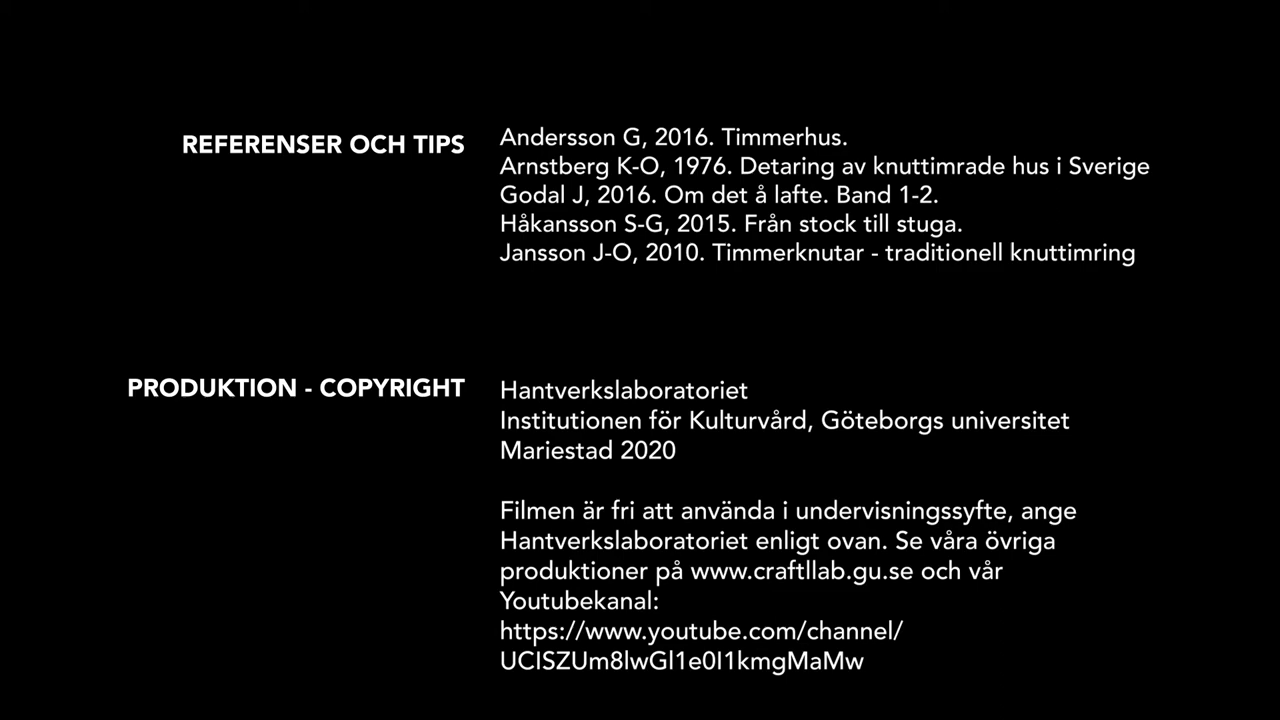 REFERENSER OCH TIPS
Andersson G, 2016. Timmerhus.
Arnstberg K-O, 1976. Detaring av knuttimrade hus i Sverige
Godal J, 2016. Om det å lafte. Band 1-2.
Håkansson S-G, 2015. Från stock till stuga.
Jansson J-O, 2010. Timmerknutar - traditionell knuttimring
PRODUKTION - COPYRIGHT
Hantverkslaboratoriet
Institutionen för Kulturvård, Göteborgs universitet
Mariestad 2020
Filmen är fri att använda i undervisningssyfte, ange
Hantverkslaboratoriet enligt ovan. Se våra övriga
produktioner på www.craftllab.gu.se och vår
Youtubekanal:
https://www.youtube.com/channel/
UCISZUm8lwGl1e0I1kmgMaMw